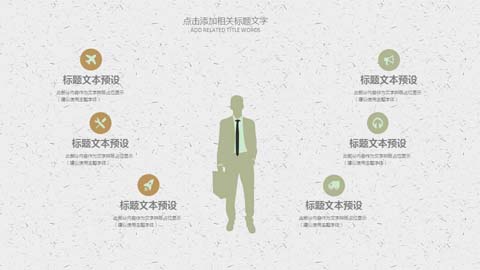 点击添加相关标题文字
ADD RELATED TITLE WORDS
标题文本预设
此部分内容作为文字排版占位显示
（建议使用主题字体）
标题文本预设
此部分内容作为文字排版占位显示
（建议使用主题字体）
标题文本预设
此部分内容作为文字排版占位显示
（建议使用主题字体）
标题文本预设
此部分内容作为文字排版占位显示
（建议使用主题字体）
标题文本预设
此部分内容作为文字排版占位显示
（建议使用主题字体）
标题文本预设
此部分内容作为文字排版占位显示
（建议使用主题字体）